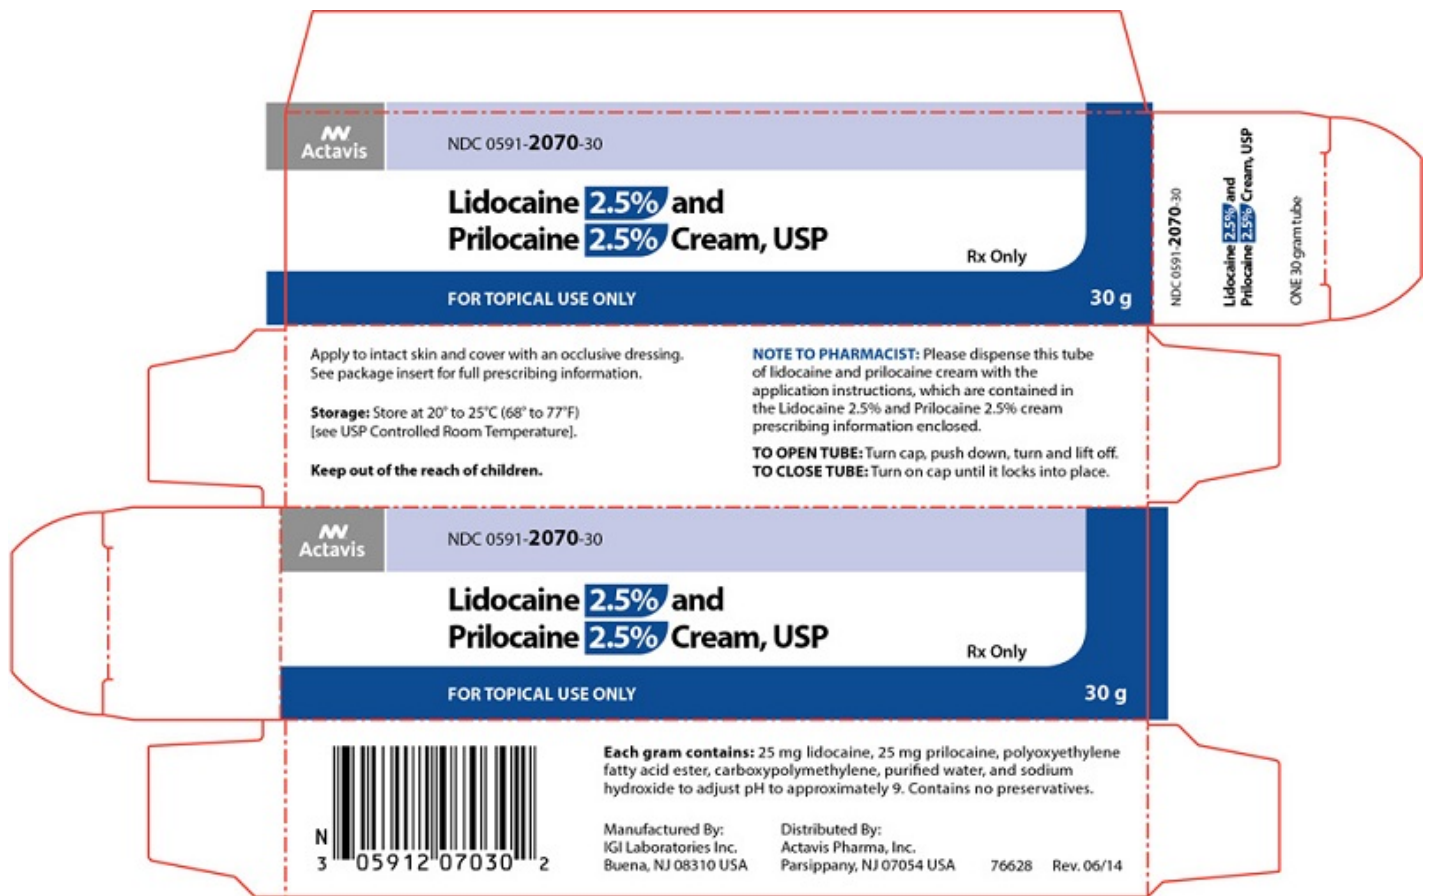 Actavis
NDC 0591-2070-30
Lidocaine 2.5% and
Prilocaine 2.5% Cream, USP
Rx Only
FOR TOPICAL USE ONLY
30 g
NDC 0591-2070-30
Lidocaine 2.5% and
Prilocaine 2.5% Cream, USP
ONE 30 gram tube
Apply to intact skin and cover with an occlusive dressing.
See package insert for full prescribing information.
Storage: Store at 20° to 25°C (68° to 77°F)
[see USP Controlled Room Temperature].
Keep out of the reach of children.
NOTE TO PHARMACIST: Please dispense this tube
of lidocaine and prilocaine cream with the
application instructions, which are contained in
the Lidocaine 2.5% and Prilocaine 2.5% cream
prescribing information enclosed.
TO OPEN TUBE: Turn cap, push down, turn and lift off.
TO CLOSE TUBE: Turn on cap until it locks into place.
Actavis
NDC 0591-2070-30
Lidocaine 2.5% and
Prilocaine 2.5% Cream, USP
Rx Only
FOR TOPICAL USE ONLY
30 g
N
3 05912 07030 2
Each gram contains: 25 mg lidocaine, 25 mg prilocaine, polyoxyethylene
fatty acid ester, carboxypolymethylene, purified water, and sodium
hydroxide to adjust pH to approximately 9. Contains no preservatives.
Manufactured By:
IGI Laboratories Inc.
Buena, NJ 08310 USA
Distributed By:
Actavis Pharma, Inc.
Parsippany, NJ 07054 USA
76628 Rev. 06/14